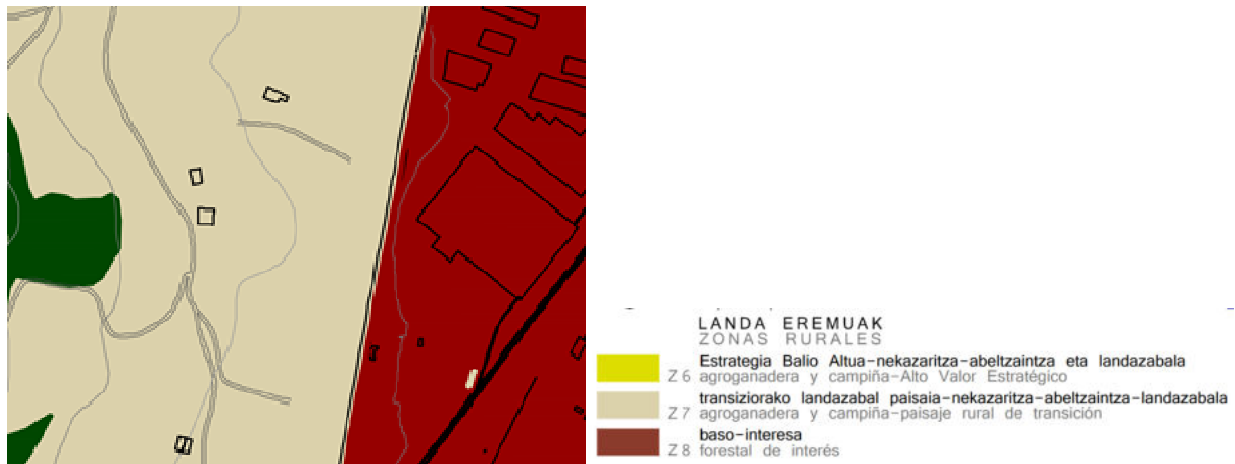 LANDA EREMUAK
ZONAS RURALES
Estrategia Balio Altua-nekazaritza-abeltzaintza eta landazabala
Z 6 agroganadera y campiña-Alto Valor Estratégico
transiziorako landazabal paisaia-nekazaritza-abeltzaintza-landazabala
Z 7 agroganadera y campiña-paisaje rural de transición
baso-interesa
Z 8 forestal de interés